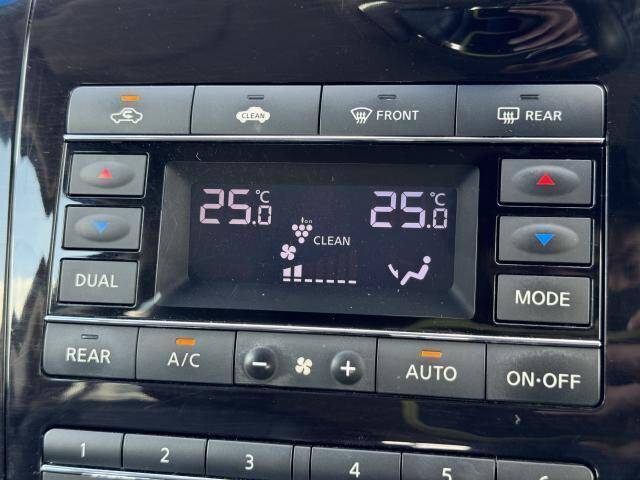 CLEAN
FRONT
REAR
25.0°C
ion
CLEAN
25.0°C
DUAL
MODE
REAR
A/C
−
+
AUTO
ON·OFF
1
2
3
4
5